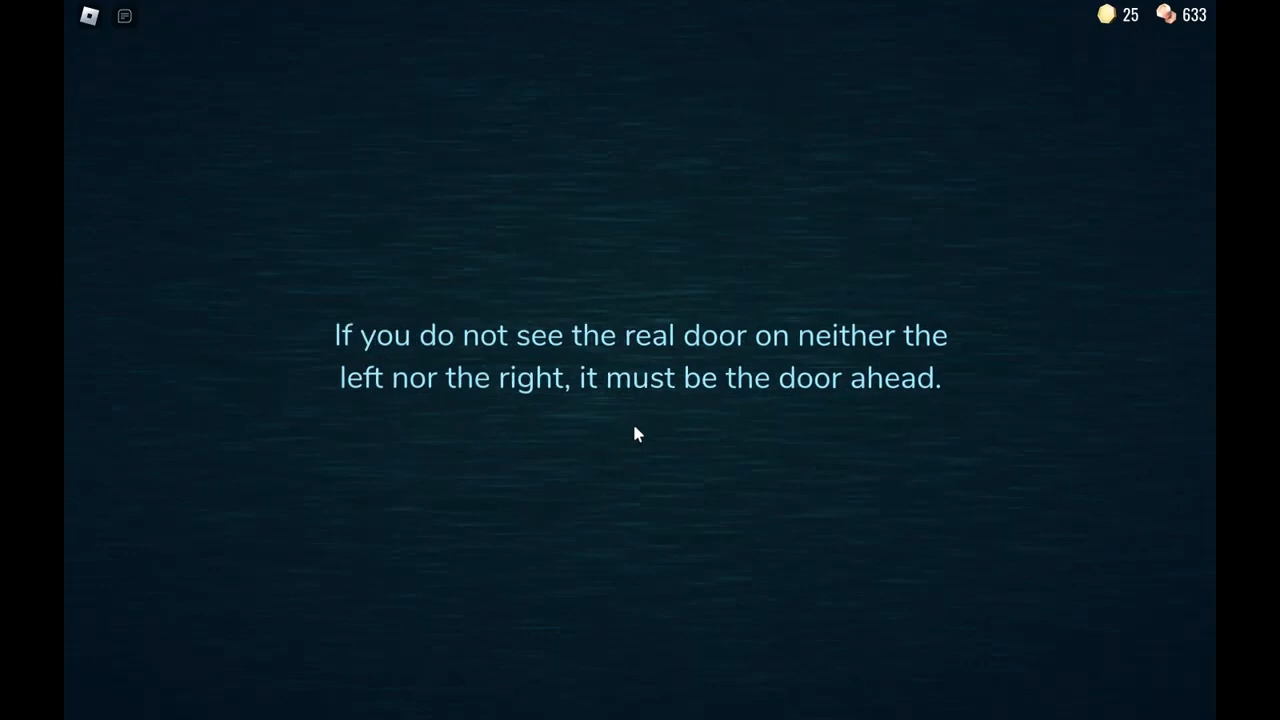 25 633
If you do not see the real door on neither the
left nor the right, it must be the door ahead.